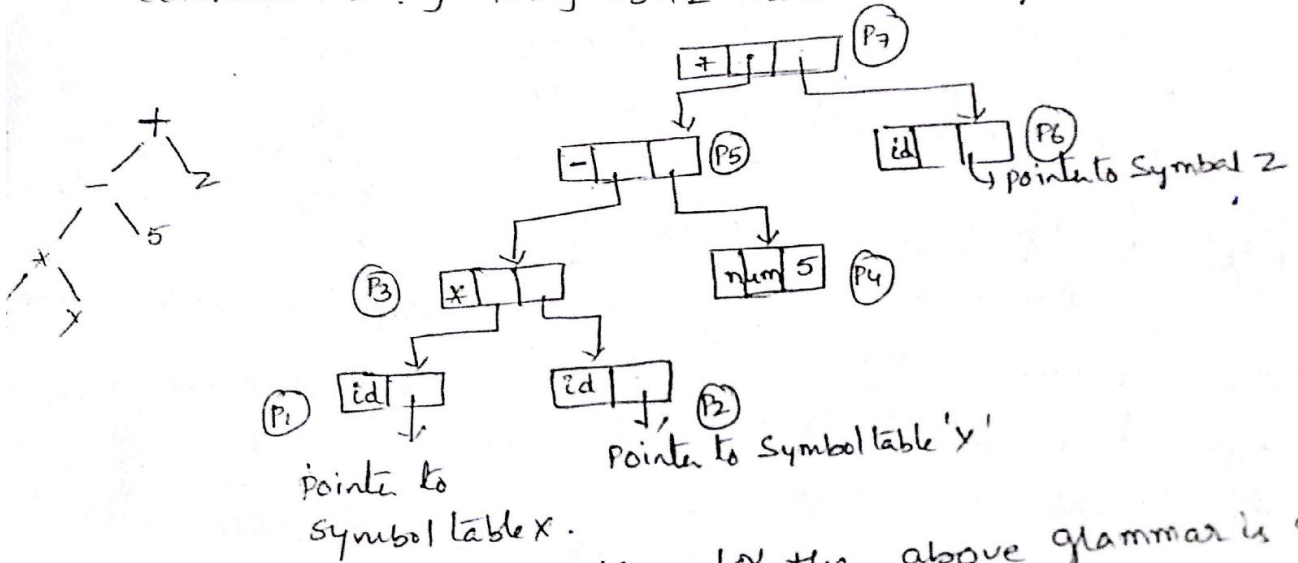 P7
+
+
id
P6
pointer to Symbol Z
-
P5
-
Z
5
*
Y
P3
*
num 5
P4
P1
id
id
P2
Pointer to Symbol table 'Y'
pointer to
Symbol table X.
the above grammar is